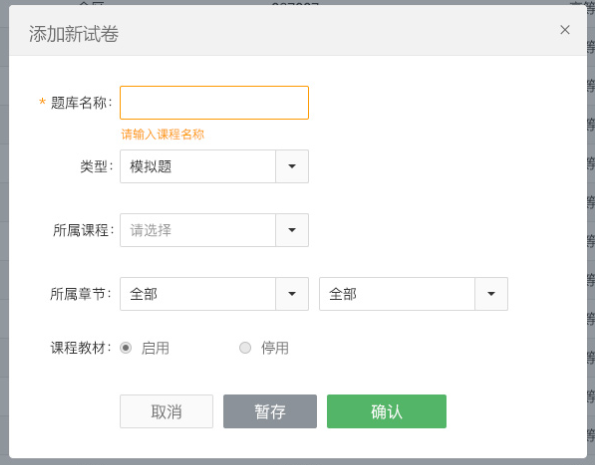 添加新试卷 ×
* 题库名称:
请输入课程名称
类型: 模拟题
所属课程: 请选择
所属章节: 全部 全部
课程教材: 启用 停用
取消 暂存 确认